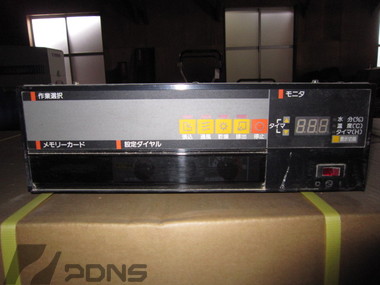 作業選択
モニタ
タイマ
水分(%)
温度(℃)
タイマ(H)
メモリーカード
設定ダイヤル
PDNS